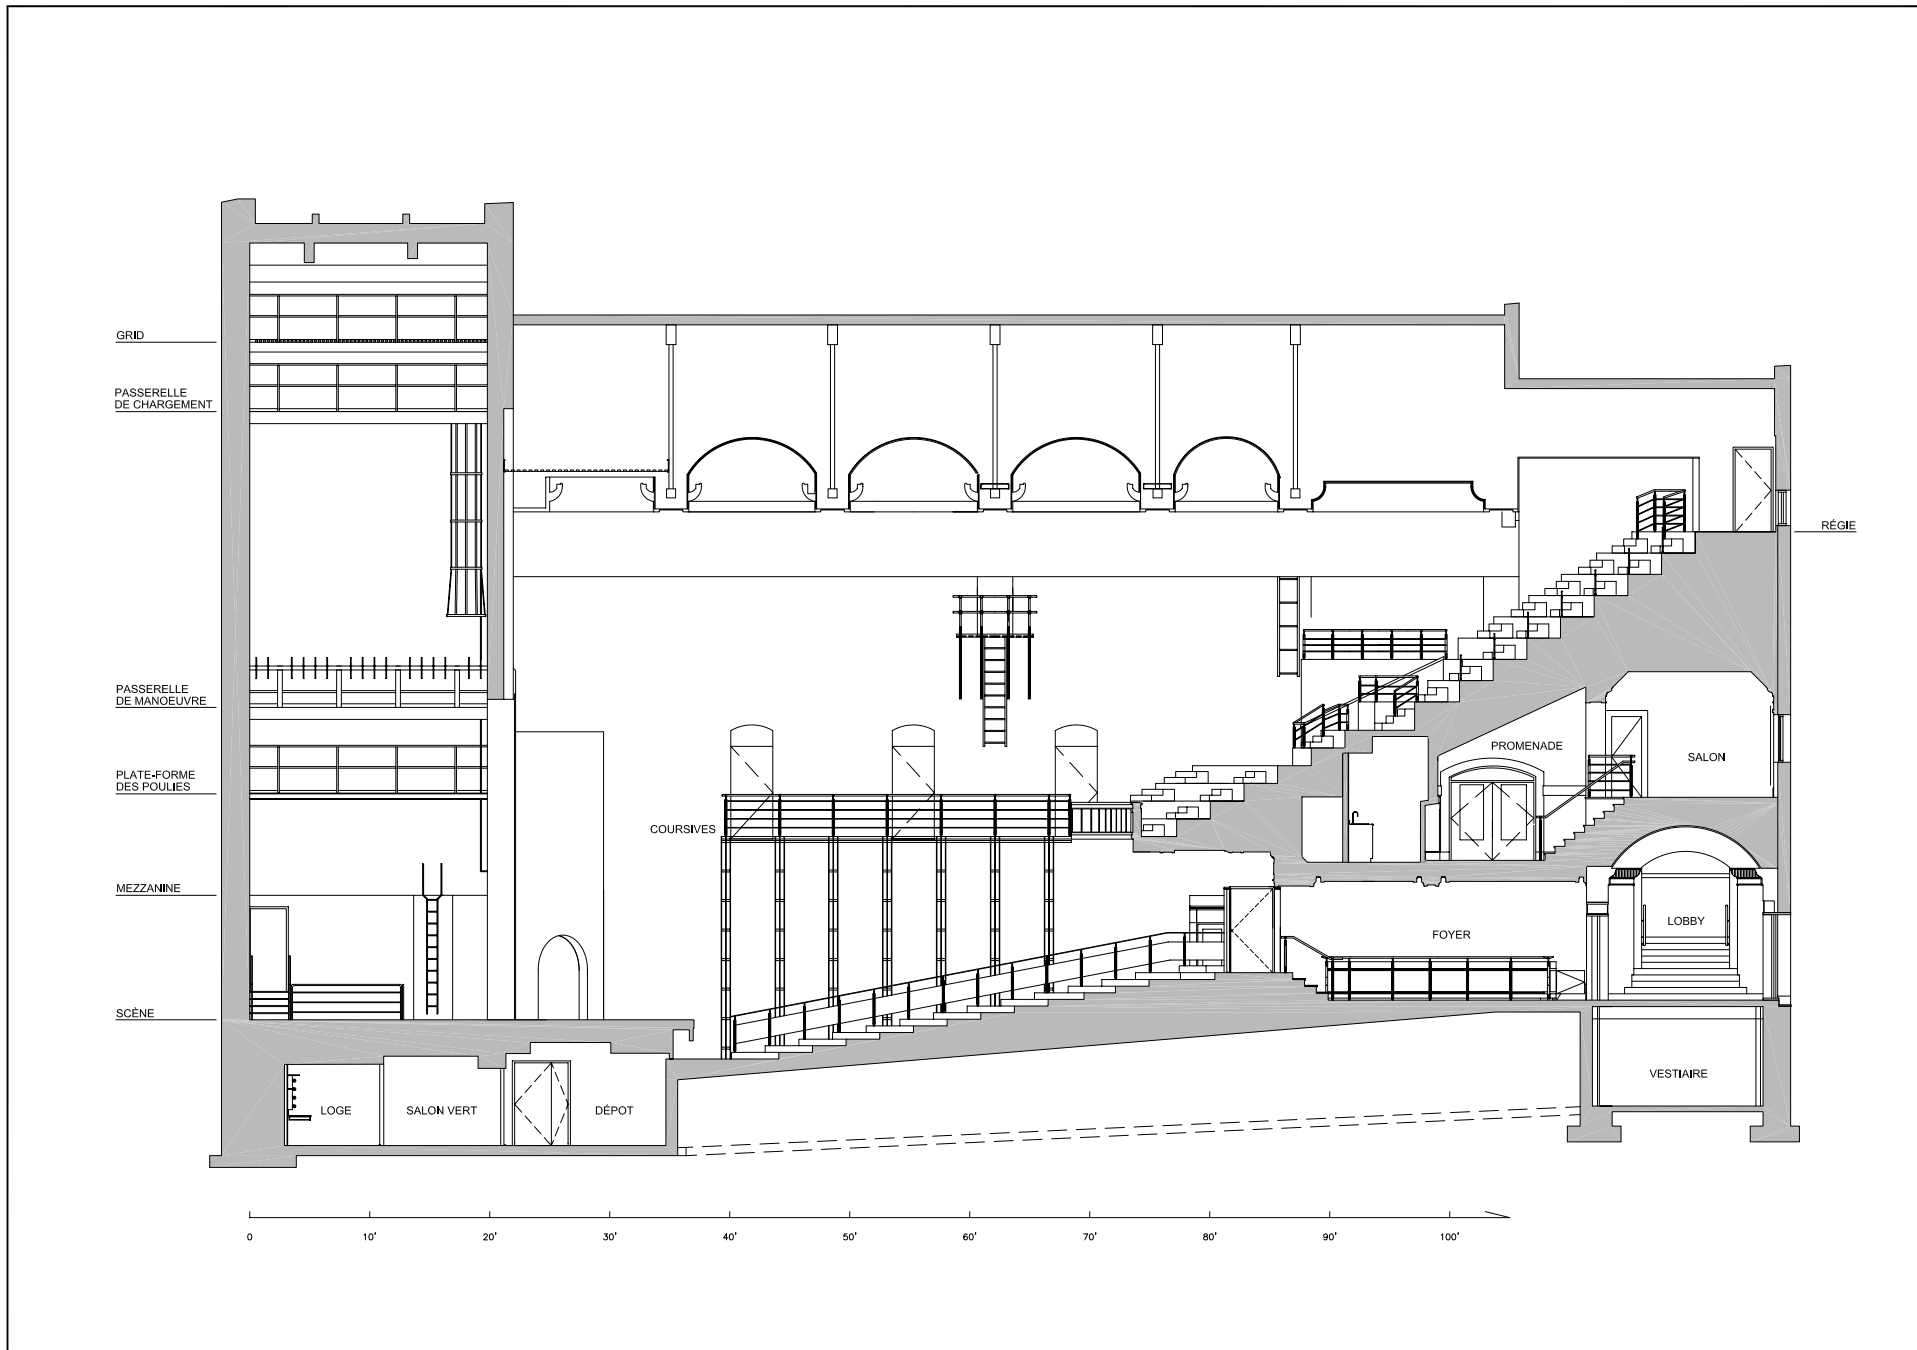 GRID
PASSERELLE
DE CHARGEMENT
RÉGIE
PASSERELLE
DE MANOEUVRE
PROMENADE
SALON
PLATE-FORME
DES POULIES
COURSIVES
MEZZANINE
LOBBY
FOYER
SCÈNE
VESTIAIRE
LOGE
SALON VERT
DÉPOT
0 10' 20' 30' 40' 50' 60' 70' 80' 90' 100'